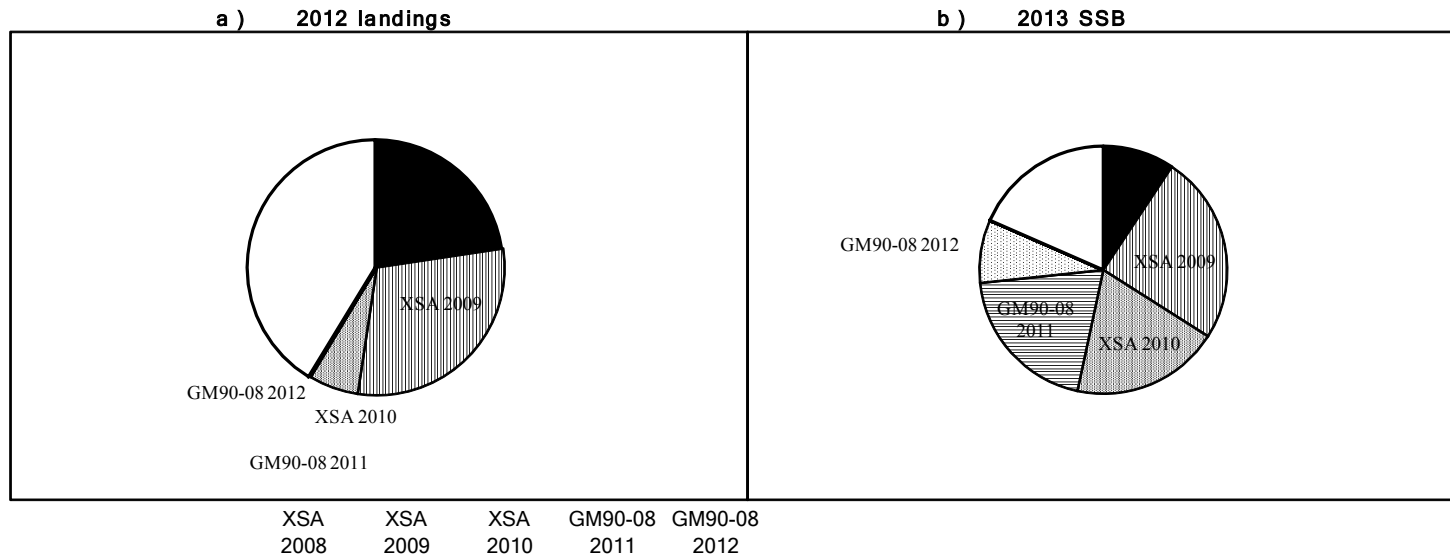 a ) 2012 landings
b ) 2013 SSB
XSA 2009
GM90-08 2012
XSA 2010
GM90-08 2011
GM90-08 2012
XSA 2009
GM90-08
2011
XSA 2010
XSA XSA XSA GM90-08 GM90-08
2008 2009 2010 2011 2012